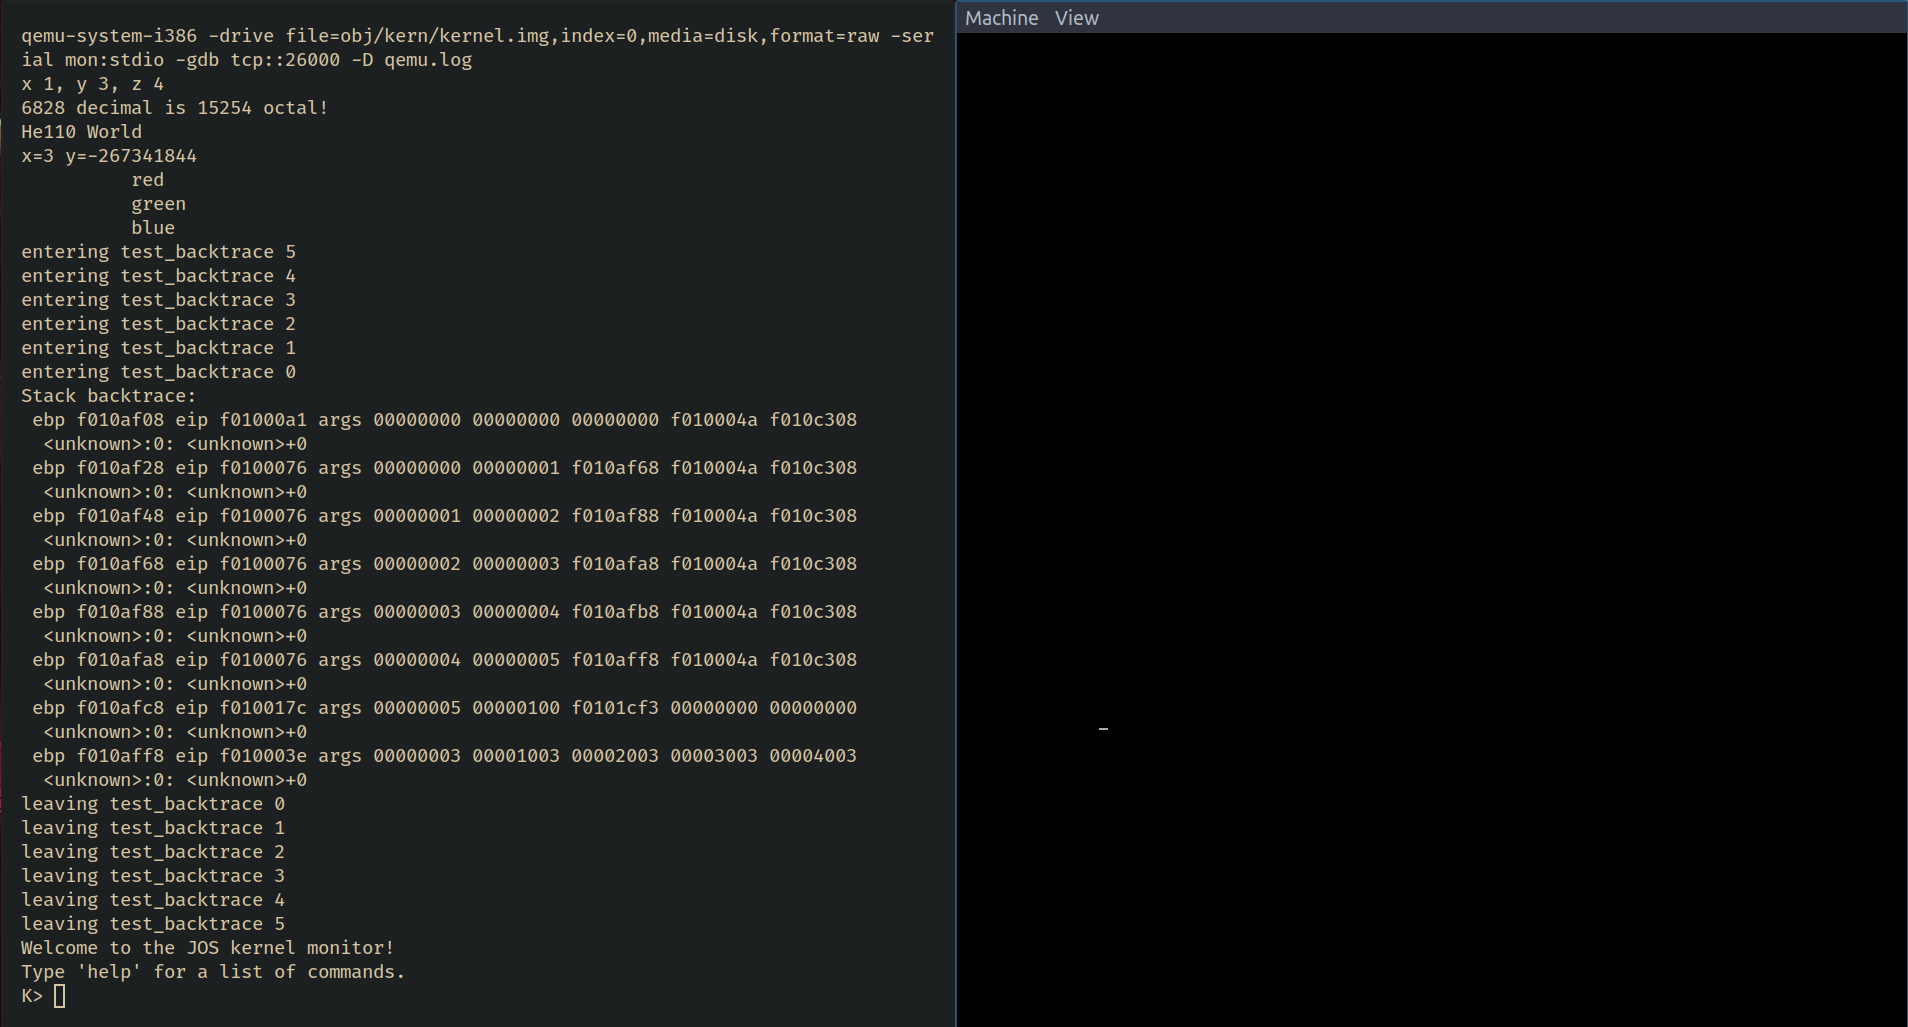 qemu-system-i386 -drive file=obj/kern/kernel.img,index=0,media=disk,format=raw -ser
ial mon:stdio -gdb tcp::26000 -D qemu.log
x 1, y 3, z 4
6828 decimal is 15254 octal!
He110 World
x=3 y=-267341844
          red
          green
          blue
entering test_backtrace 5
entering test_backtrace 4
entering test_backtrace 3
entering test_backtrace 2
entering test_backtrace 1
entering test_backtrace 0
Stack backtrace:
 ebp f010af08 eip f01000a1 args 00000000 00000000 00000000 f010004a f010c308
  <unknown>:0: <unknown>+0
 ebp f010af28 eip f0100076 args 00000000 00000001 f010af68 f010004a f010c308
  <unknown>:0: <unknown>+0
 ebp f010af48 eip f0100076 args 00000001 00000002 f010af88 f010004a f010c308
  <unknown>:0: <unknown>+0
 ebp f010af68 eip f0100076 args 00000002 00000003 f010afa8 f010004a f010c308
  <unknown>:0: <unknown>+0
 ebp f010af88 eip f0100076 args 00000003 00000004 f010afb8 f010004a f010c308
  <unknown>:0: <unknown>+0
 ebp f010afa8 eip f0100076 args 00000004 00000005 f010aff8 f010004a f010c308
  <unknown>:0: <unknown>+0
 ebp f010afc8 eip f010017c args 00000005 00000100 f0101cf3 00000000 00000000
  <unknown>:0: <unknown>+0
 ebp f010aff8 eip f010003e args 00000003 00001003 00002003 00003003 00004003
  <unknown>:0: <unknown>+0
leaving test_backtrace 0
leaving test_backtrace 1
leaving test_backtrace 2
leaving test_backtrace 3
leaving test_backtrace 4
leaving test_backtrace 5
Welcome to the JOS kernel monitor!
Type 'help' for a list of commands.
K>
Machine View